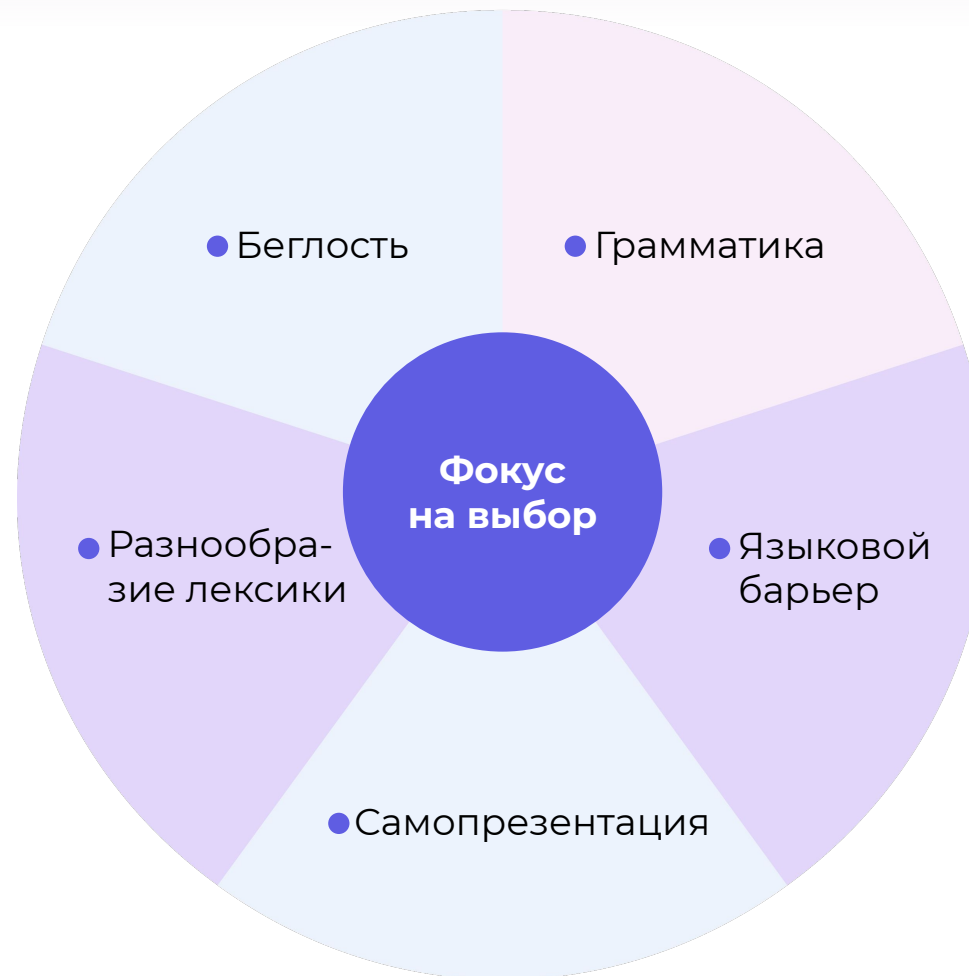 Беглость
Грамматика
Фокус
на выбор
Разнообра-
зие лексики
Языковой
барьер
Самопрезентация